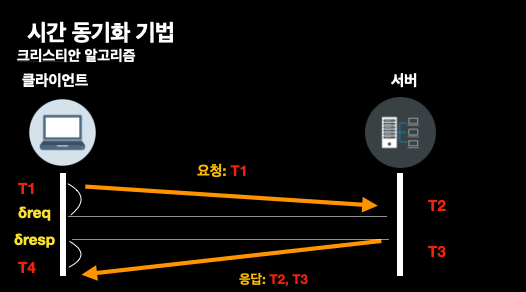 시간 동기화 기법
크리스티안 알고리즘
클라이언트
서버
요청: T1
T1
T2
δreq
δresp
T3
T4
응답: T2, T3